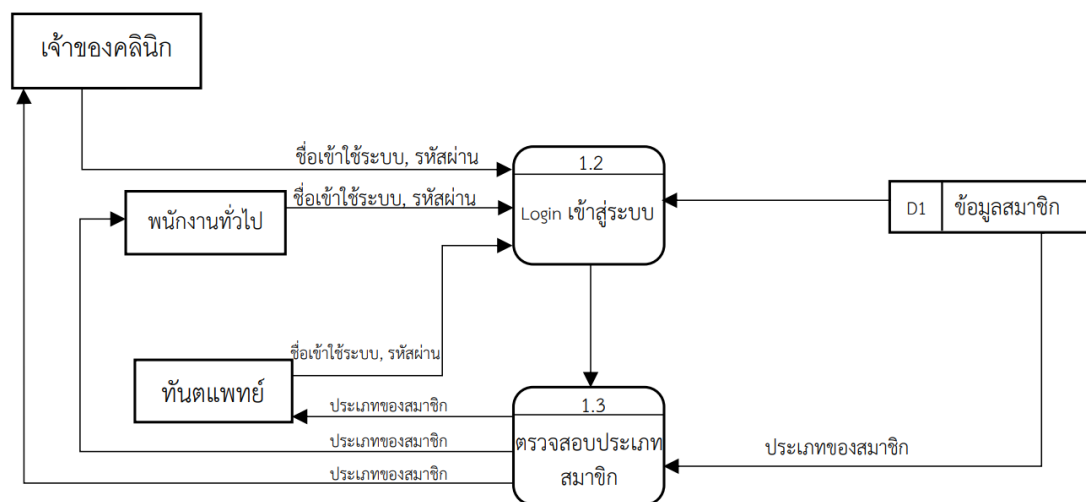 เจ้าของคลินิก
ชื่อเข้าใช้ระบบ, รหัสผ่าน
1.2
Login เข้าสู่ระบบ
พนักงานทั่วไป
ชื่อเข้าใช้ระบบ, รหัสผ่าน
D1 ข้อมูลสมาชิก
ทันตแพทย์
ชื่อเข้าใช้ระบบ, รหัสผ่าน
1.3
ตรวจสอบประเภท
สมาชิก
ประเภทของสมาชิก
ประเภทของสมาชิก
ประเภทของสมาชิก
ประเภทของสมาชิก